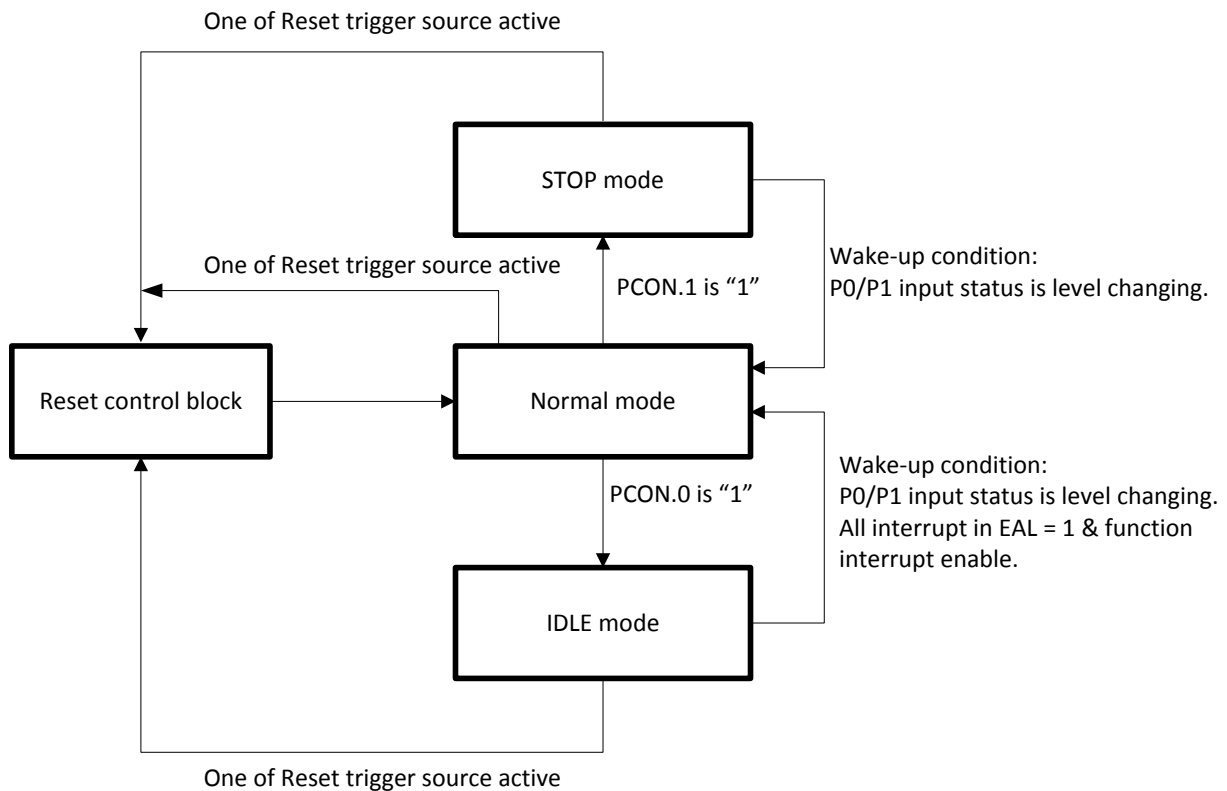 One of Reset trigger source active
STOP mode
Wake-up condition:
P0/P1 input status is level changing.
One of Reset trigger source active
PCON.1 is “1”
Reset control block
Normal mode
PCON.0 is “1”
Wake-up condition:
P0/P1 input status is level changing.
All interrupt in EAL = 1 & function
interrupt enable.
IDLE mode
One of Reset trigger source active